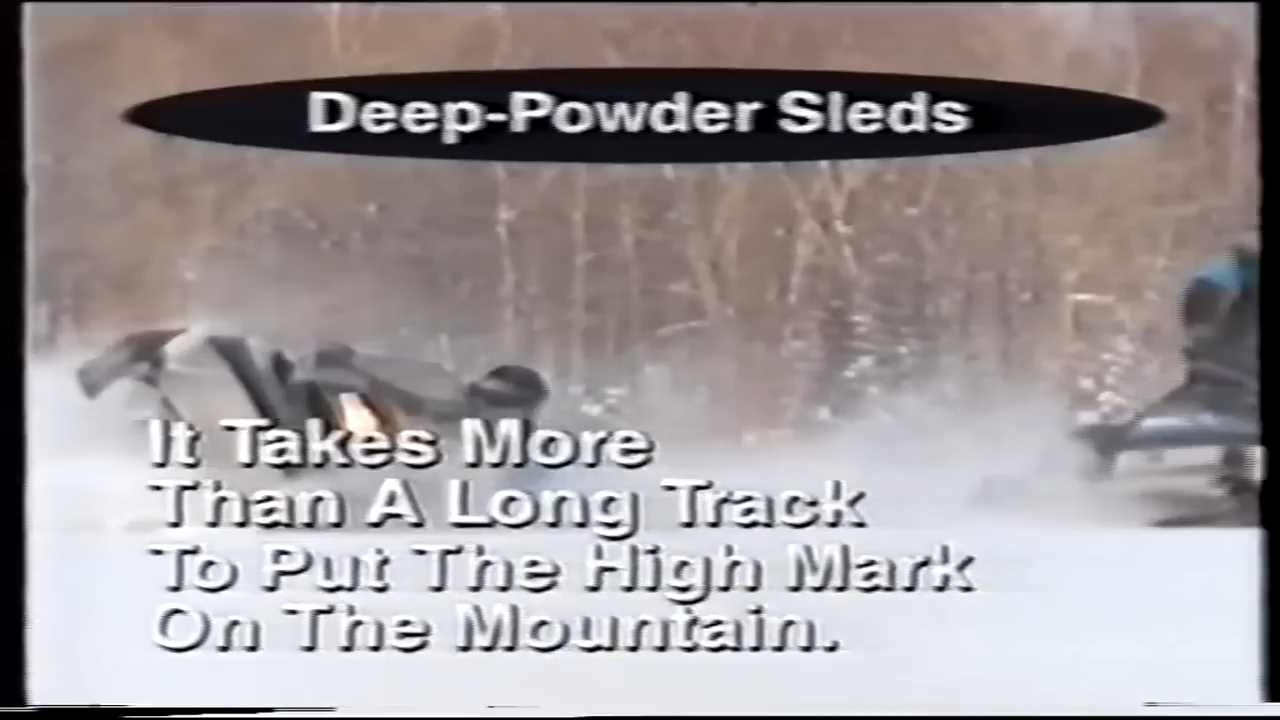 Deep-Powder Sleds
It Takes More
Than A Long Track
To Put The High Mark
On The Mountain.